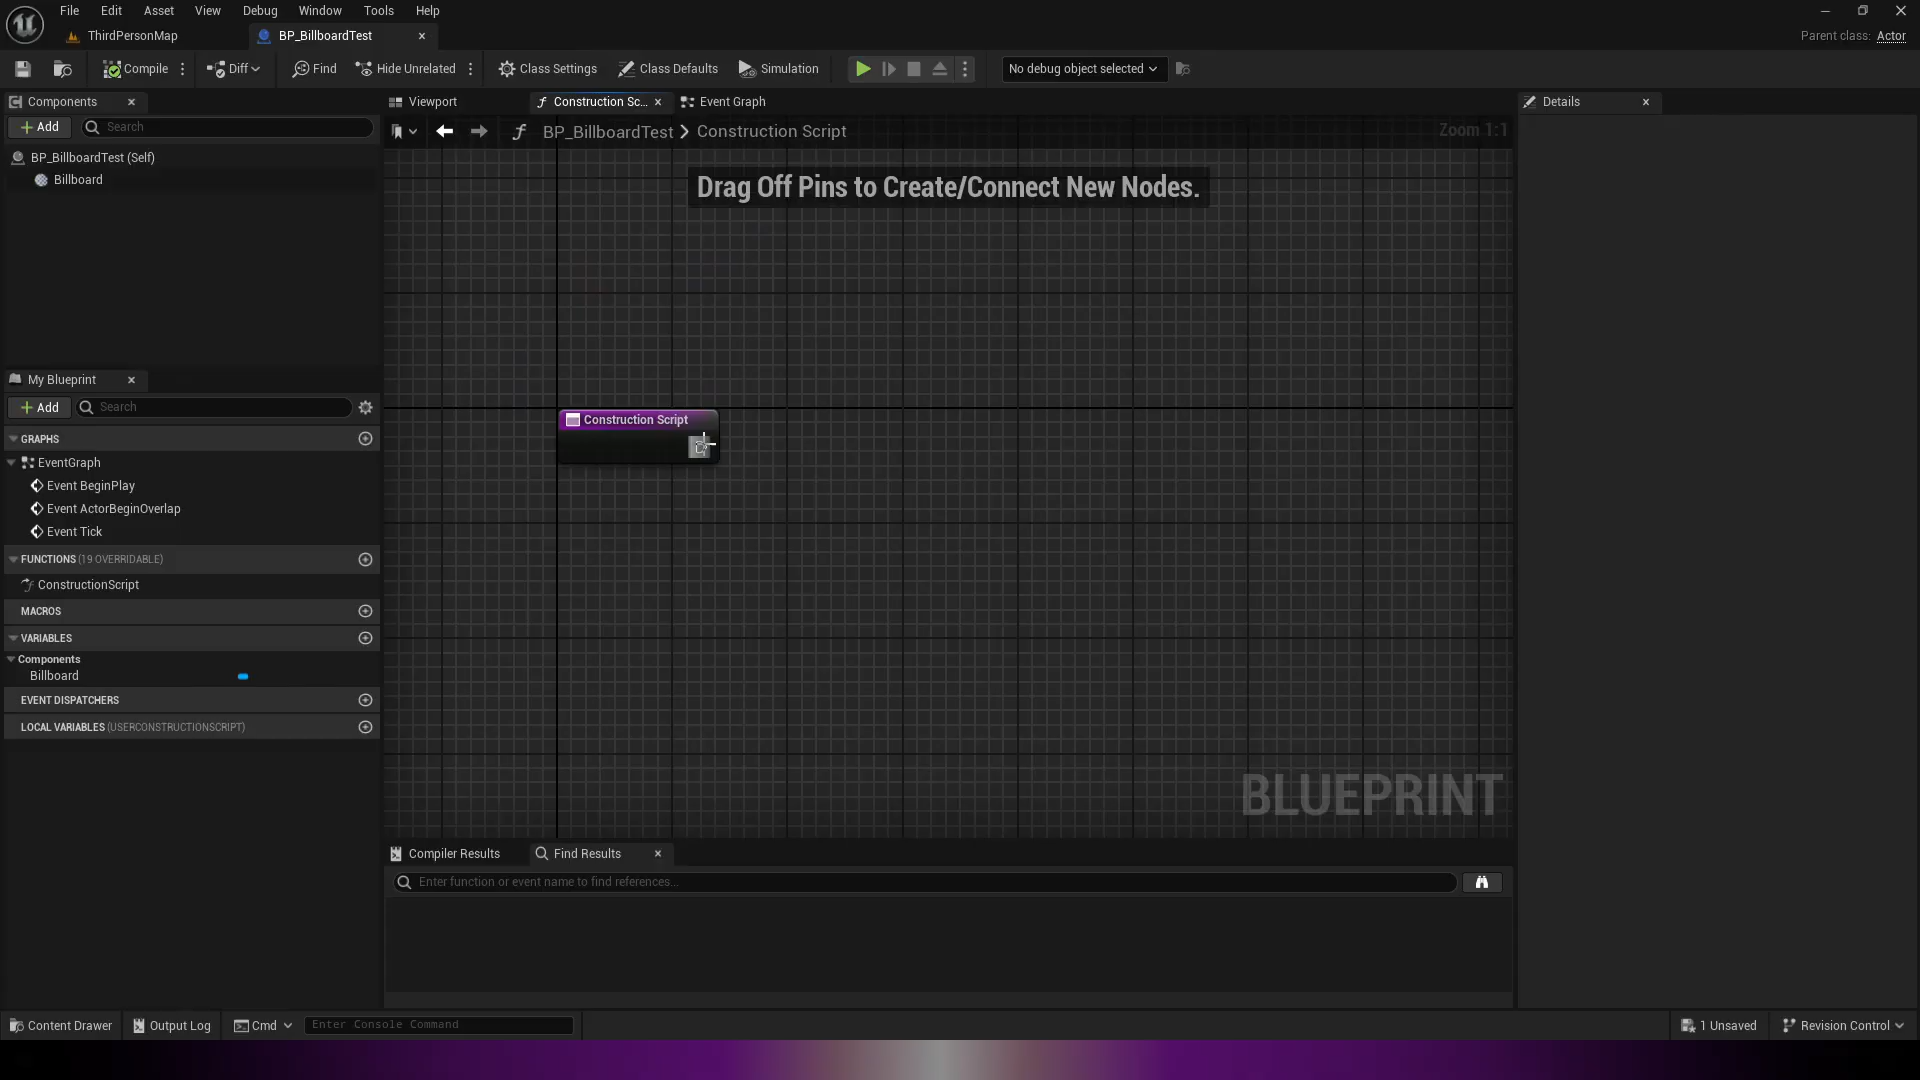 File Edit Asset View Debug Window Tools Help
ThirdPersonMap BP_BillboardTest Parent class: Actor
Compile Diff Find Hide Unrelated Class Settings Class Defaults Simulation No debug object selected
Components Viewport Construction Sc... Event Graph Details
Add Search BP_BillboardTest Construction Script Zoom 1:1
BP_BillboardTest (Self)
Billboard
Drag Off Pins to Create/Connect New Nodes.
My Blueprint
Add Search
Construction Script
GRAPHS
EventGraph
Event BeginPlay
Event ActorBeginOverlap
Event Tick
FUNCTIONS (19 OVERRIDABLE)
ConstructionScript
MACROS
VARIABLES
Components
Billboard
EVENT DISPATCHERS
LOCAL VARIABLES (USERCONSTRUCTIONSCRIPT)
BLUEPRINT
Compiler Results Find Results
Enter function or event name to find references...
Content Drawer Output Log Cmd Enter Console Command 1 Unsaved Revision Control